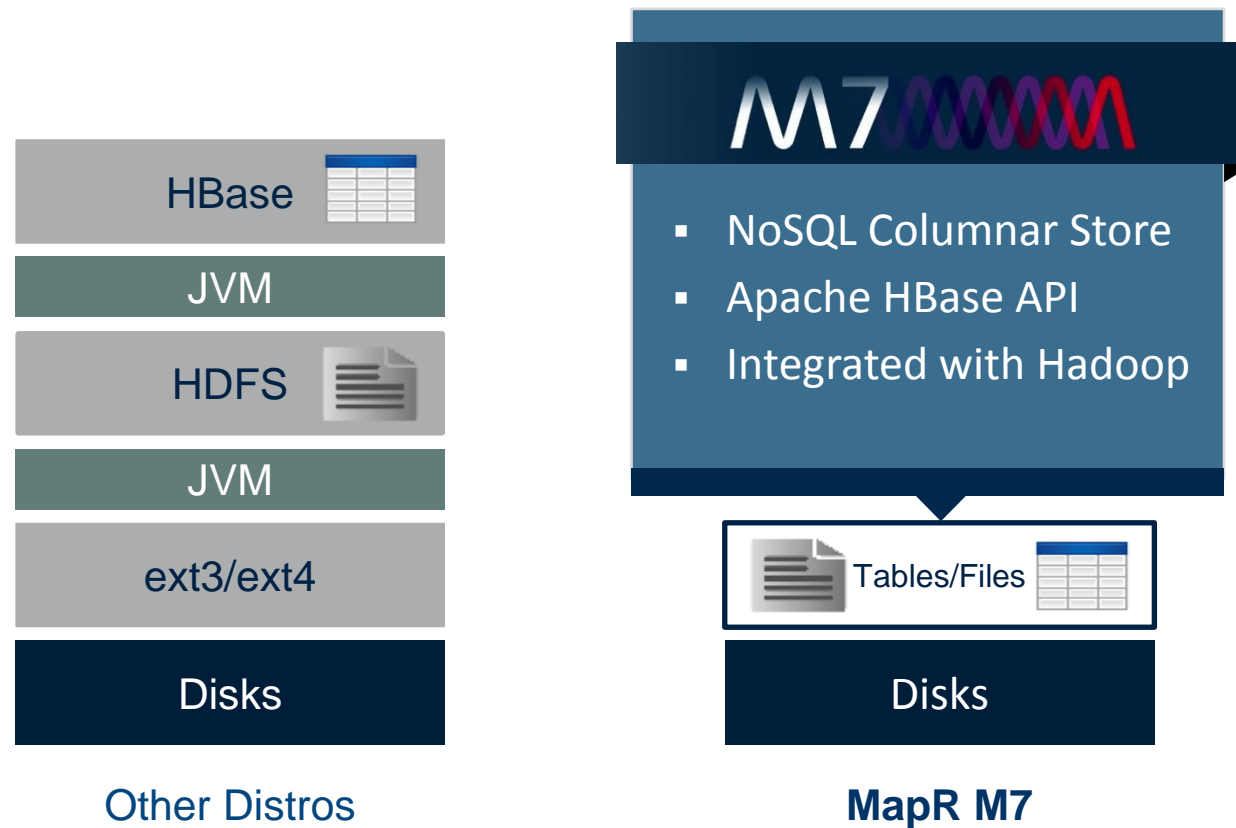 HBase
JVM
HDFS
JVM
ext3/ext4
Disks
Other Distros
M7
▪ NoSQL Columnar Store
▪ Apache HBase API
▪ Integrated with Hadoop
Tables/Files
Disks
MapR M7